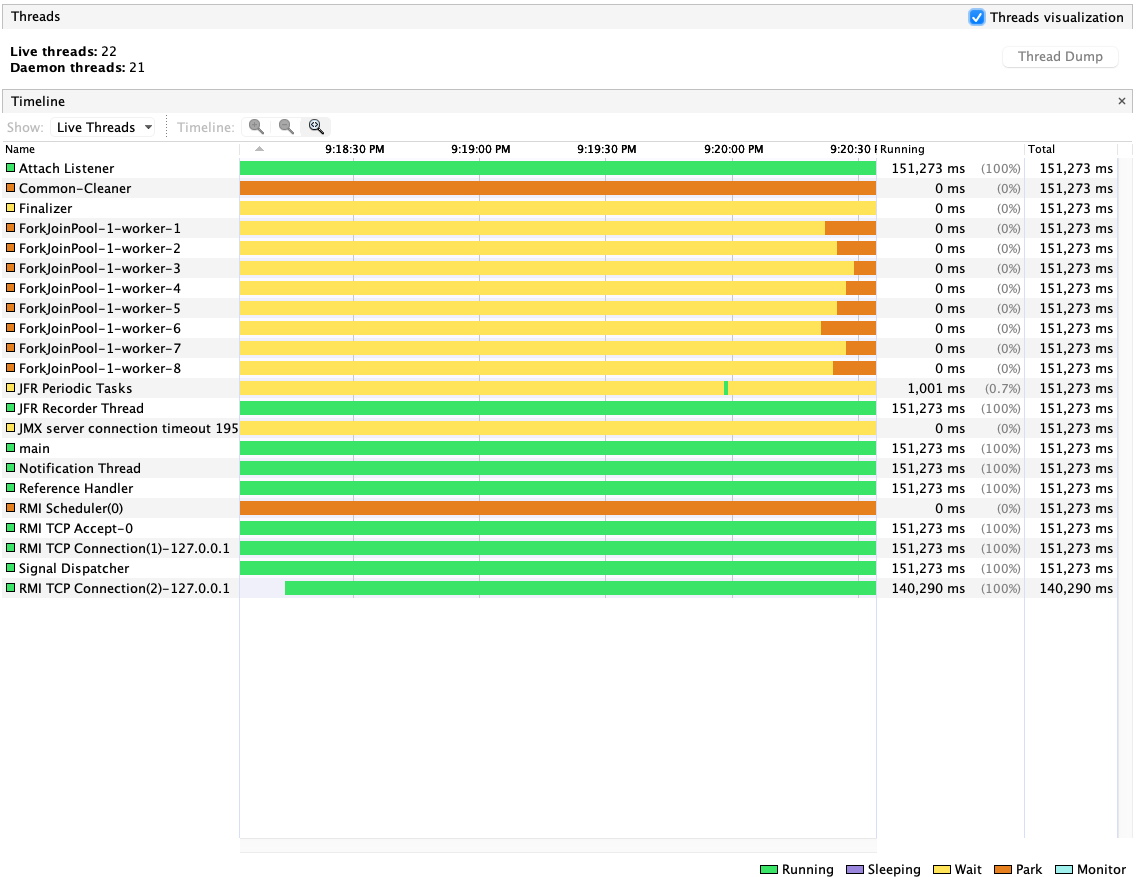 Threads
Threads visualization
Live threads: 22
Daemon threads: 21
Thread Dump
Timeline
×
Show: Live Threads Timeline:
Name 9:18:30 PM 9:19:00 PM 9:19:30 PM 9:20:00 PM 9:20:30 Running Total
Attach Listener 151,273 ms (100%) 151,273 ms
Common-Cleaner 0 ms (0%) 151,273 ms
Finalizer 0 ms (0%) 151,273 ms
ForkJoinPool-1-worker-1 0 ms (0%) 151,273 ms
ForkJoinPool-1-worker-2 0 ms (0%) 151,273 ms
ForkJoinPool-1-worker-3 0 ms (0%) 151,273 ms
ForkJoinPool-1-worker-4 0 ms (0%) 151,273 ms
ForkJoinPool-1-worker-5 0 ms (0%) 151,273 ms
ForkJoinPool-1-worker-6 0 ms (0%) 151,273 ms
ForkJoinPool-1-worker-7 0 ms (0%) 151,273 ms
ForkJoinPool-1-worker-8 0 ms (0%) 151,273 ms
JFR Periodic Tasks 1,001 ms (0.7%) 151,273 ms
JFR Recorder Thread 151,273 ms (100%) 151,273 ms
JMX server connection timeout 195 0 ms (0%) 151,273 ms
main 151,273 ms (100%) 151,273 ms
Notification Thread 151,273 ms (100%) 151,273 ms
Reference Handler 151,273 ms (100%) 151,273 ms
RMI Scheduler(0) 0 ms (0%) 151,273 ms
RMI TCP Accept-0 151,273 ms (100%) 151,273 ms
RMI TCP Connection(1)-127.0.0.1 151,273 ms (100%) 151,273 ms
Signal Dispatcher 151,273 ms (100%) 151,273 ms
RMI TCP Connection(2)-127.0.0.1 140,290 ms (100%) 140,290 ms
Running Sleeping Wait Park Monitor